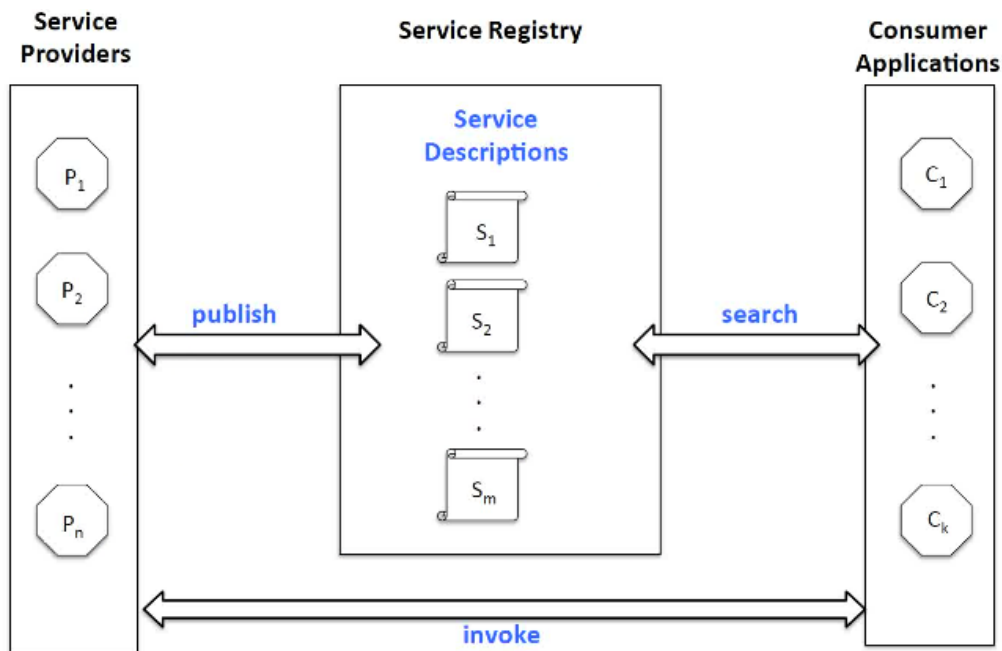 Service
Providers
Service Registry
Consumer
Applications
Service
Descriptions
P1
P2
.
.
.
Pn
publish
S1
S2
.
.
.
Sm
search
C1
C2
.
.
.
Ck
invoke